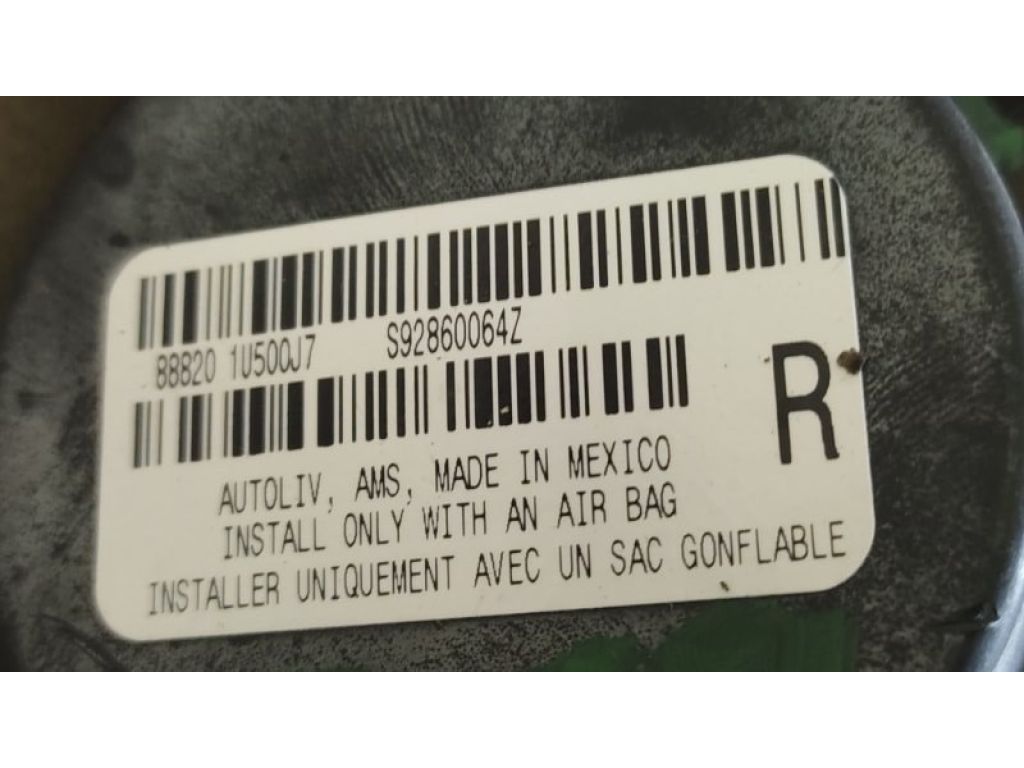 88820 1U500J7 S92860064Z
R
AUTOLIV, AMS, MADE IN MEXICO
INSTALL ONLY WITH AN AIR BAG
INSTALLER UNIQUEMENT AVEC UN SAC GONFLABLE